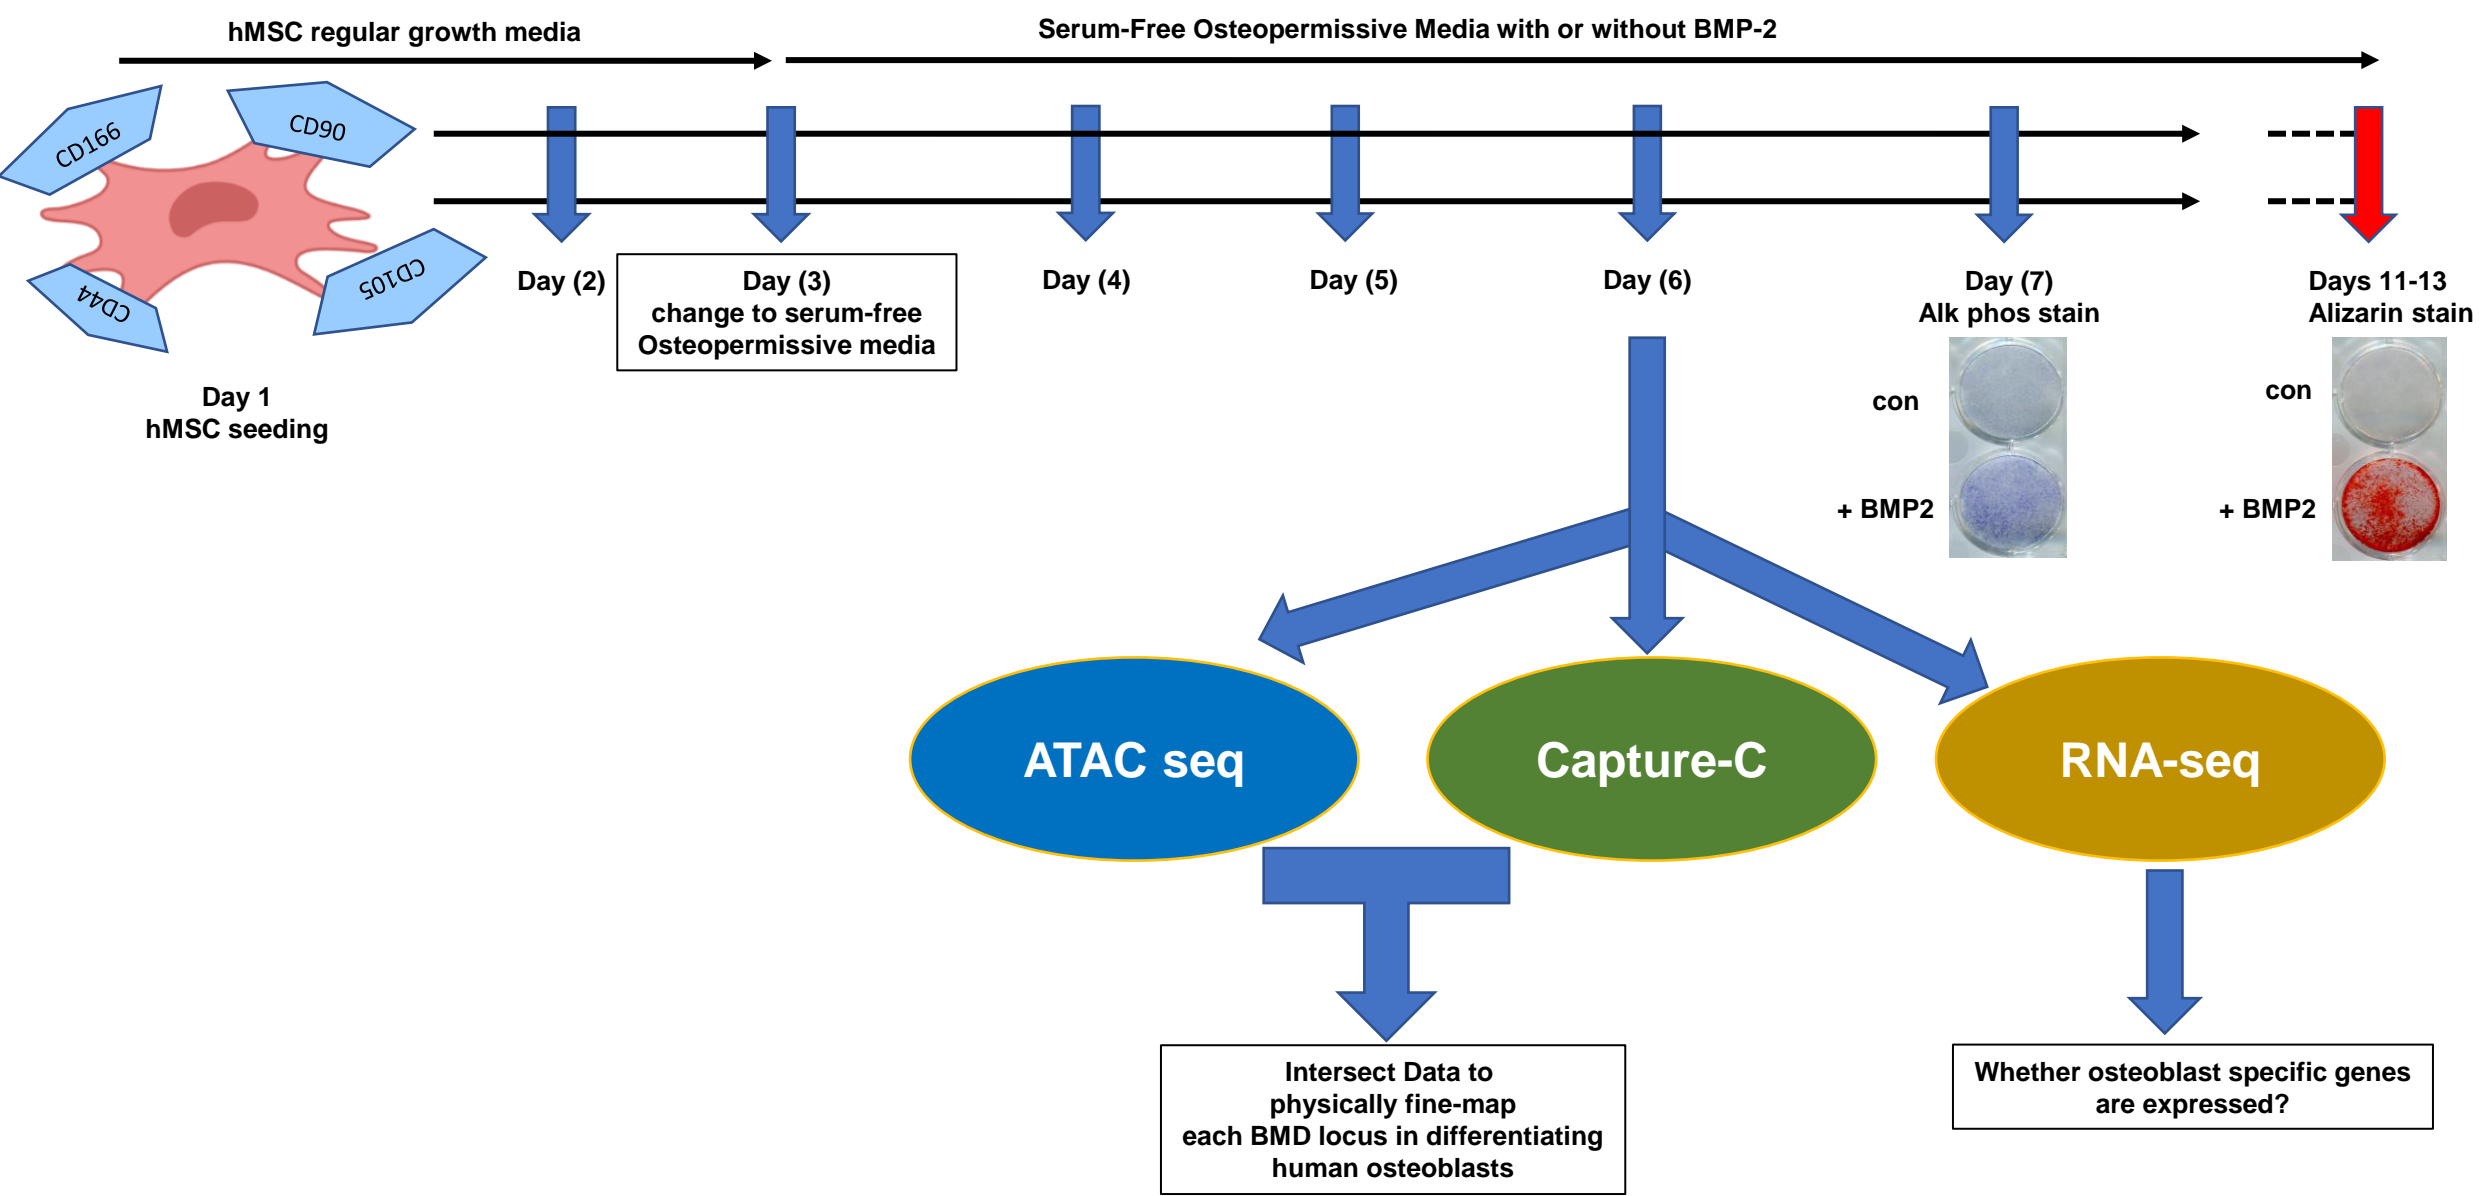 hMSC regular growth media
Serum-Free Osteopermissive Media with or without BMP-2
CD166
CD90
CD44
CD105
Day 1
hMSC seeding
Day (2)
Day (3)
change to serum-free
Osteopermissive media
Day (4)
Day (5)
Day (6)
Day (7)
Alk phos stain
con
+ BMP2
Days 11-13
Alizarin stain
con
+ BMP2
ATAC seq
Capture-C
RNA-seq
Intersect Data to
physically fine-map
each BMD locus in differentiating
human osteoblasts
Whether osteoblast specific genes
are expressed?